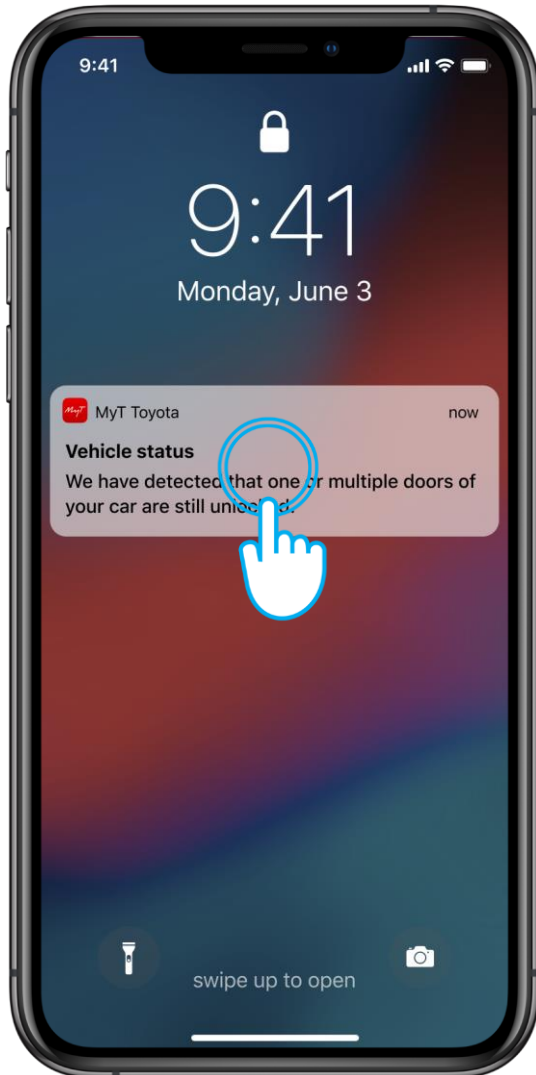 9:41
9:41
Monday, June 3
MyT
MyT Toyota
now
Vehicle status
We have detected that one or multiple doors of
your car are still unlocked.
swipe up to open